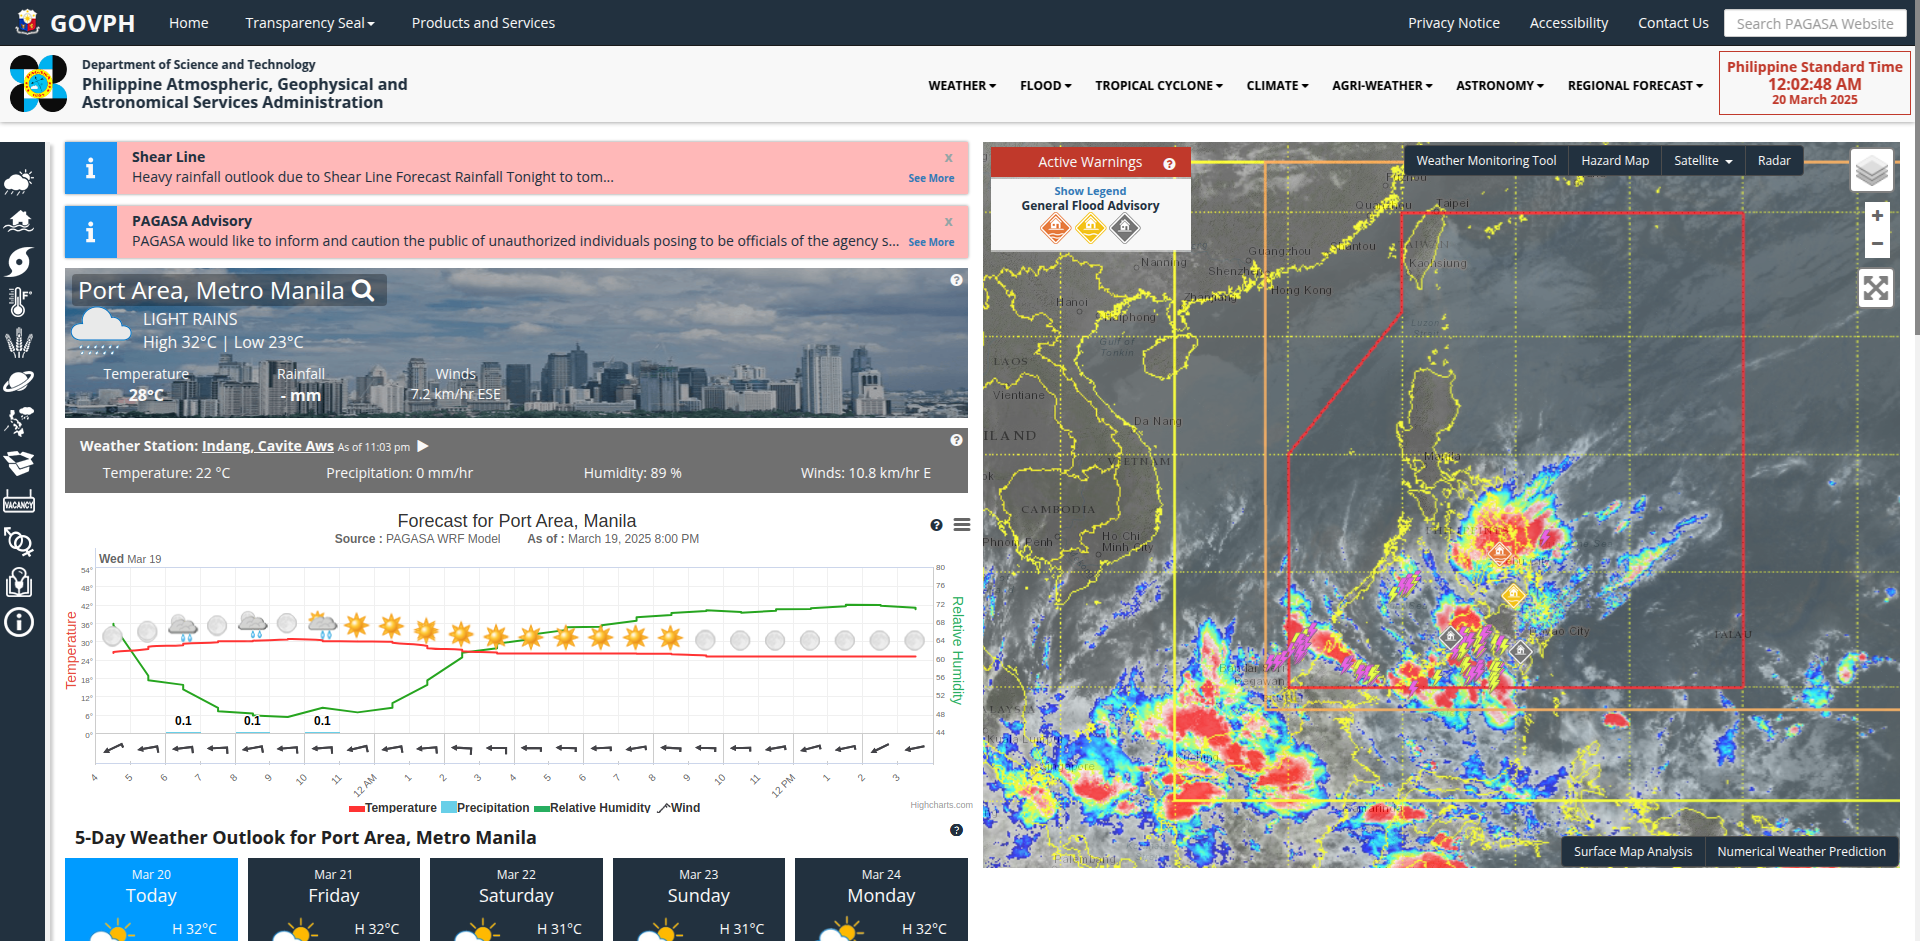 GOVPH
Home
Transparency Seal
Products and Services
Privacy Notice
Accessibility
Contact Us
Search PAGASA Website
Department of Science and Technology
Philippine Atmospheric, Geophysical and
Astronomical Services Administration
WEATHER
FLOOD
TROPICAL CYCLONE
CLIMATE
AGRI-WEATHER
ASTRONOMY
REGIONAL FORECAST
Philippine Standard Time
12:02:48 AM
20 March 2025
Shear Line
x
Heavy rainfall outlook due to Shear Line Forecast Rainfall Tonight to tom...
See More
PAGASA Advisory
x
PAGASA would like to inform and caution the public of unauthorized individuals posing to be officials of the agency s...
See More
Port Area, Metro Manila
LIGHT RAINS
High 32°C | Low 23°C
Temperature Rainfall Winds
28°C - mm 7.2 km/hr ESE
Weather Station: Indang, Cavite Aws As of 11:03 pm
Temperature: 22 °C Precipitation: 0 mm/hr Humidity: 89 % Winds: 10.8 km/hr E
Forecast for Port Area, Manila
Source : PAGASA WRF Model As of : March 19, 2025 8:00 PM
Wed Mar 19
Temperature
54°
48°
42°
36°
30°
24°
18°
12°
6°
0°
0.1 0.1 0.1
80
76
72
68
64
60
56
52
48
44
Relative Humidity
4 5 6 7 8 9 10 11 12 AM 1 2 3 4 5 6 7 8 9 10 11 12 PM 1 2 3
Temperature Precipitation Relative Humidity Wind
Highcharts.com
5-Day Weather Outlook for Port Area, Metro Manila
Mar 20
Today
H 32°C
Mar 21
Friday
H 32°C
Mar 22
Saturday
H 31°C
Mar 23
Sunday
H 31°C
Mar 24
Monday
H 32°C
VACANCY
Active Warnings
Show Legend
General Flood Advisory
Weather Monitoring Tool
Hazard Map
Satellite
Radar
+
−
Taipei
TAIWAN
Kaohsiung
Guangzhou
Nanning
Shenzhen
Hong Kong
Hanoi
Haiphong
Gulf of
Tonkin
LAOS
Vientiane
Da Nang
VIETNAM
CAMBODIA
Phnom Penh
Ho Chi
Minh City
Manila
Davao City
PALAU
Bandar Seri
Begawan
Kuala Lumpur
Singapore
Kuching
Samarinda
Palembang
Surface Map Analysis
Numerical Weather Prediction